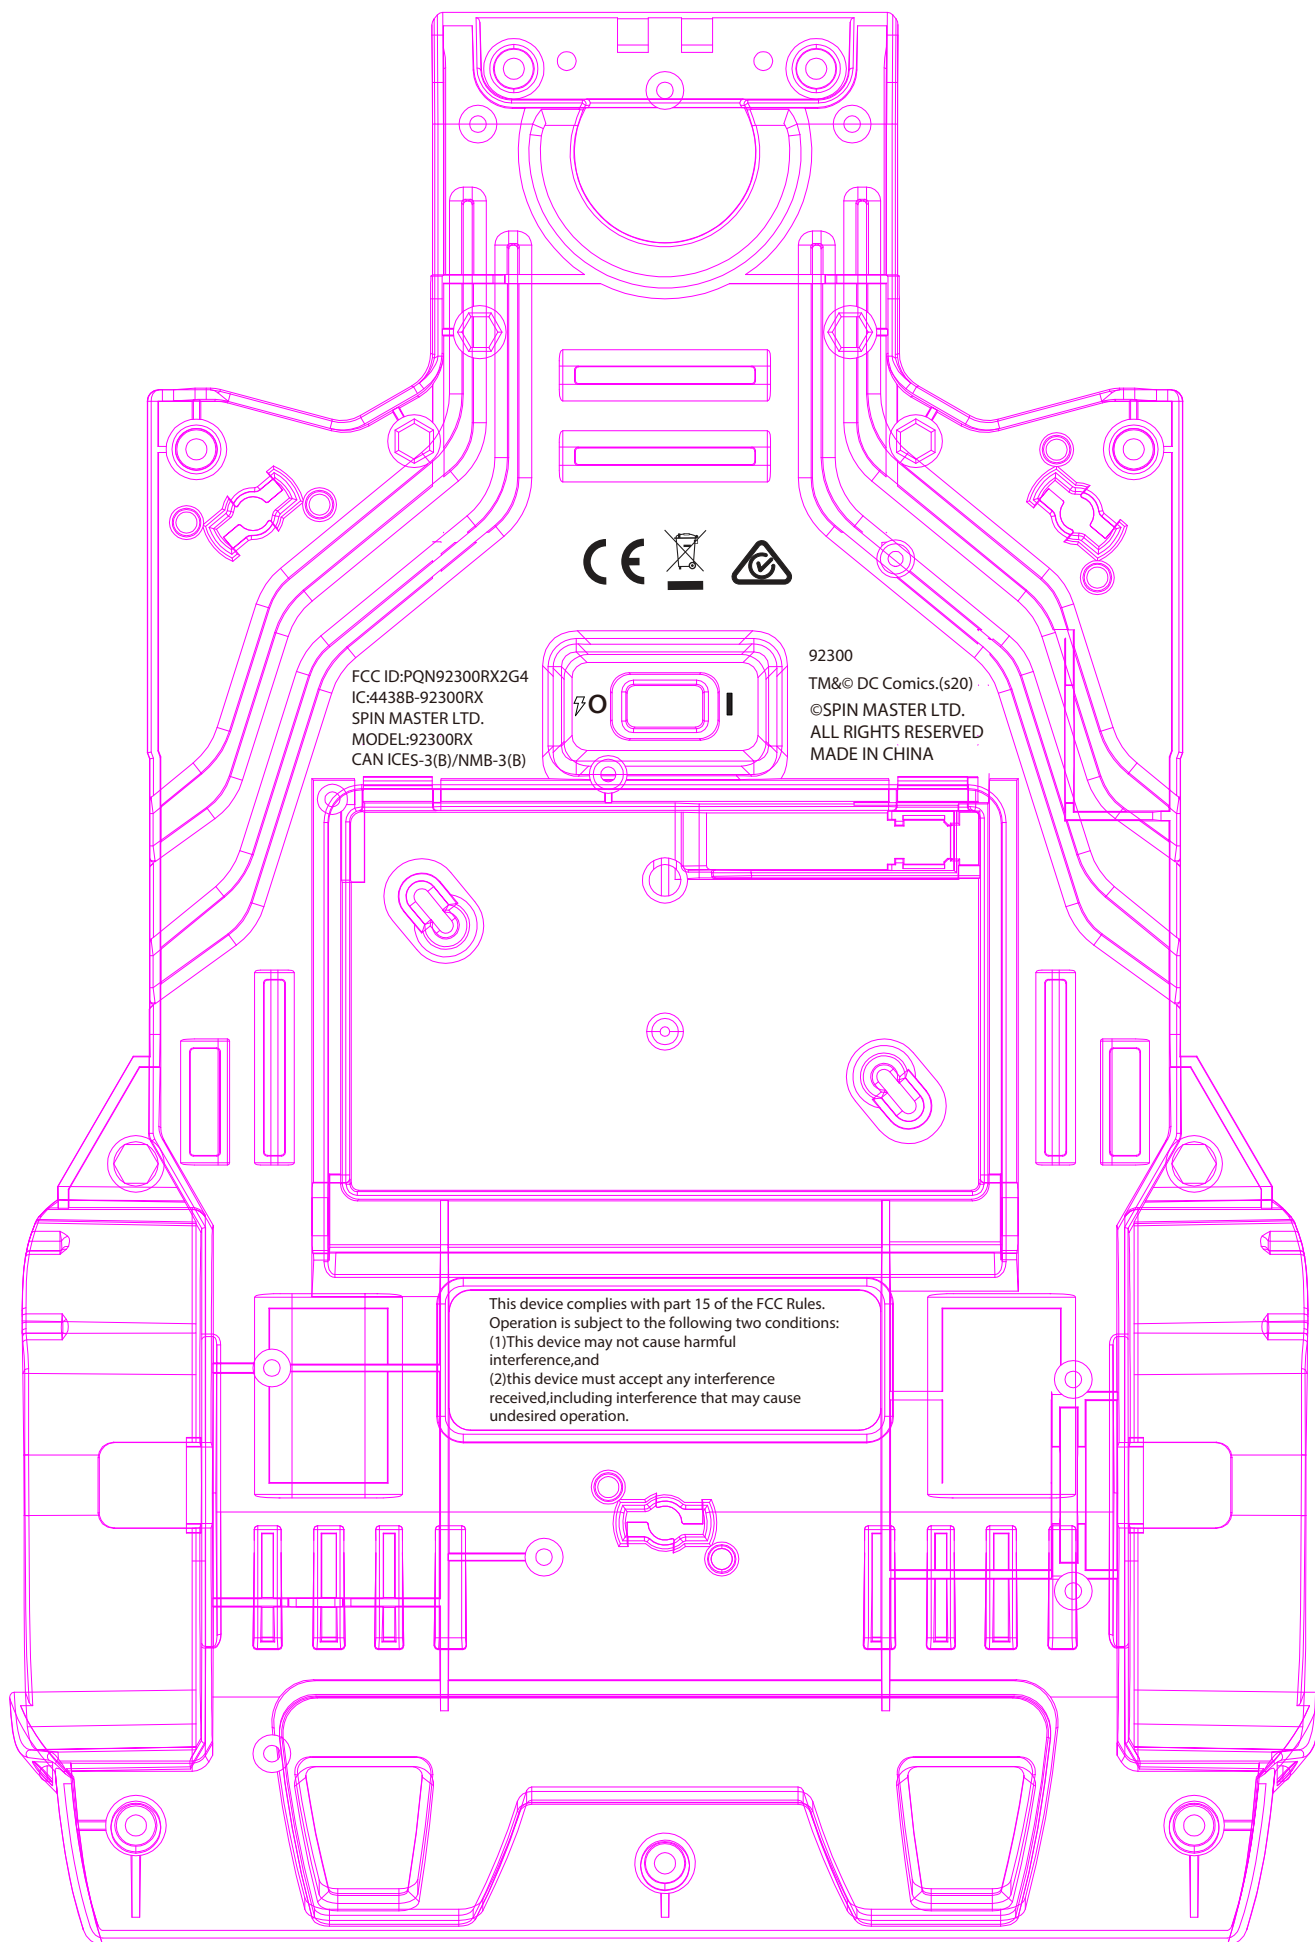 CE
FCC ID:PQN92300RX2G4
IC:4438B-92300RX
SPIN MASTER LTD.
MODEL:92300RX
CAN ICES-3(B)/NMB-3(B)
O I
92300
TM&© DC Comics.(s20)
©SPIN MASTER LTD.
ALL RIGHTS RESERVED
MADE IN CHINA
This device complies with part 15 of the FCC Rules.
Operation is subject to the following two conditions:
(1)This device may not cause harmful
interference,and
(2)this device must accept any interference
received,including interference that may cause
undesired operation.